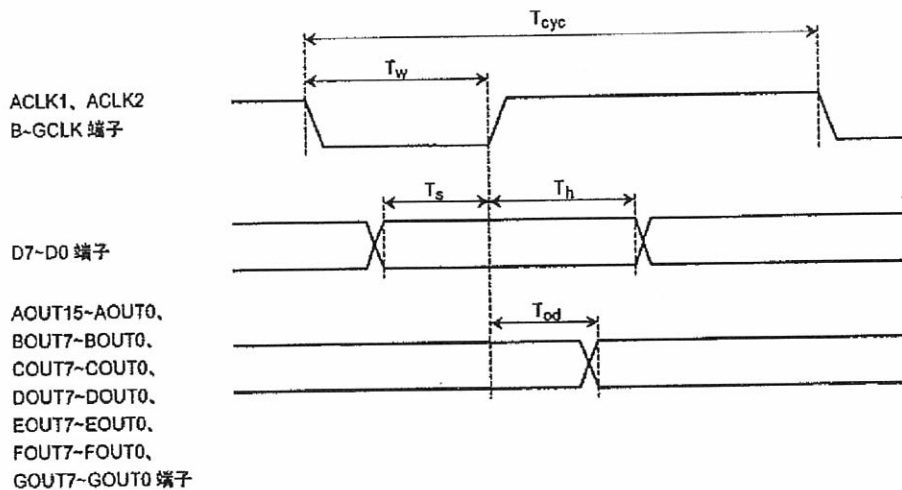 Tcyc
Tw
ACLK1、ACLK2
B~GCLK 端子
Ts
Th
D7~D0 端子
AOUT15~AOUT0、
Tod
BOUT7~BOUT0、
COUT7~COUT0、
DOUT7~DOUT0、
EOUT7~EOUT0、
FOUT7~FOUT0、
GOUT7~GOUT0 端子